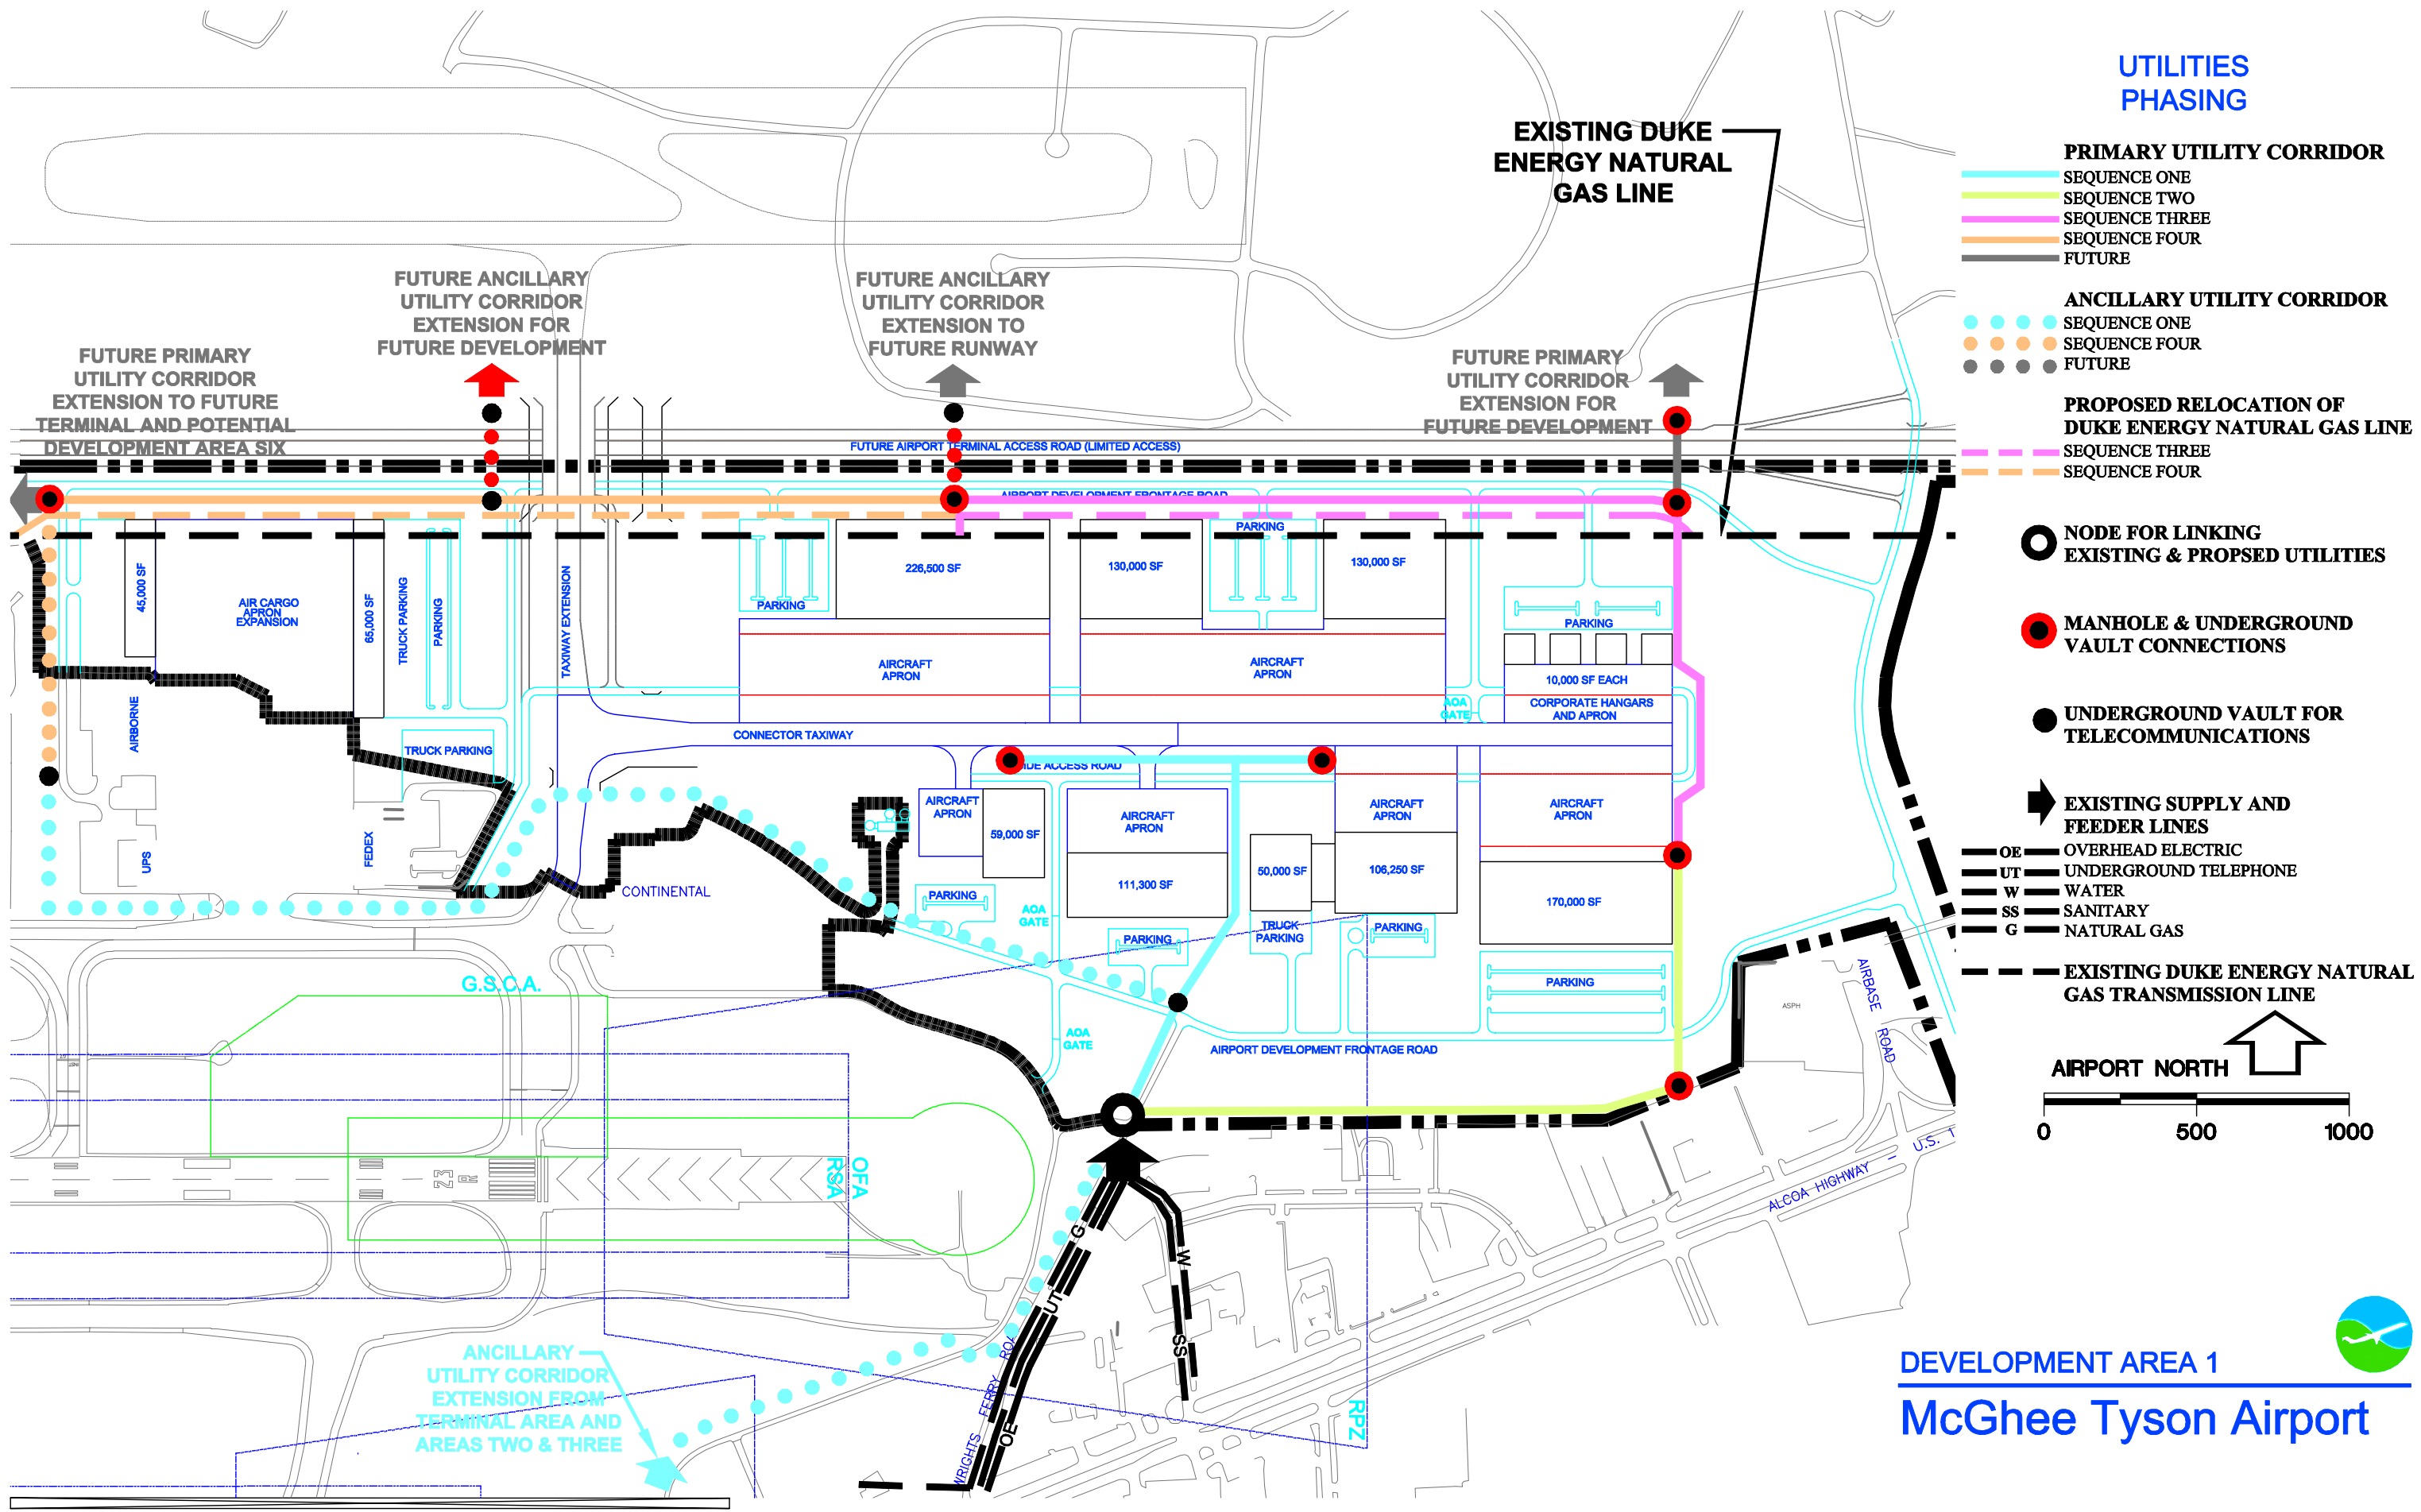 UTILITIES
PHASING
PRIMARY UTILITY CORRIDOR
SEQUENCE ONE
SEQUENCE TWO
SEQUENCE THREE
SEQUENCE FOUR
FUTURE
ANCILLARY UTILITY CORRIDOR
SEQUENCE ONE
SEQUENCE FOUR
FUTURE
PROPOSED RELOCATION OF
DUKE ENERGY NATURAL GAS LINE
SEQUENCE THREE
SEQUENCE FOUR
NODE FOR LINKING
EXISTING & PROPSED UTILITIES
MANHOLE & UNDERGROUND
VAULT CONNECTIONS
UNDERGROUND VAULT FOR
TELECOMMUNICATIONS
EXISTING SUPPLY AND
FEEDER LINES
OE OVERHEAD ELECTRIC
UT UNDERGROUND TELEPHONE
W WATER
SS SANITARY
G NATURAL GAS
EXISTING DUKE ENERGY NATURAL
GAS TRANSMISSION LINE
AIRPORT NORTH
0 500 1000
DEVELOPMENT AREA 1
McGhee Tyson Airport
EXISTING DUKE
ENERGY NATURAL
GAS LINE
FUTURE ANCILLARY
UTILITY CORRIDOR
EXTENSION FOR
FUTURE DEVELOPMENT
FUTURE ANCILLARY
UTILITY CORRIDOR
EXTENSION TO
FUTURE RUNWAY
FUTURE PRIMARY
UTILITY CORRIDOR
EXTENSION TO FUTURE
TERMINAL AND POTENTIAL
DEVELOPMENT AREA SIX
FUTURE PRIMARY
UTILITY CORRIDOR
EXTENSION FOR
FUTURE DEVELOPMENT
FUTURE AIRPORT TERMINAL ACCESS ROAD (LIMITED ACCESS)
AIRPORT DEVELOPMENT FRONTAGE ROAD
45,000 SF
AIR CARGO
APRON
EXPANSION
65,000 SF
TRUCK PARKING
PARKING
TAXIWAY EXTENSION
PARKING
226,500 SF
130,000 SF
PARKING
130,000 SF
PARKING
AIRCRAFT
APRON
AIRCRAFT
APRON
10,000 SF EACH
CORPORATE HANGARS
AND APRON
AOA
GATE
AIRBORNE
TRUCK PARKING
CONNECTOR TAXIWAY
IDE ACCESS ROAD
UPS
FEDEX
CONTINENTAL
AIRCRAFT
APRON
59,000 SF
AIRCRAFT
APRON
111,300 SF
50,000 SF
AIRCRAFT
APRON
106,250 SF
AIRCRAFT
APRON
170,000 SF
PARKING
AOA
GATE
PARKING
TRUCK
PARKING
PARKING
PARKING
G.S.C.A.
AOA
GATE
AIRPORT DEVELOPMENT FRONTAGE ROAD
ASPH
AIRBASE ROAD
ALCOA HIGHWAY – U.S. 1
23
R
OFA
RSA
G
UT
OE
W
SS
WRIGHTS FERRY ROA
RPZ
ANCILLARY
UTILITY CORRIDOR
EXTENSION FROM
TERMINAL AREA AND
AREAS TWO & THREE